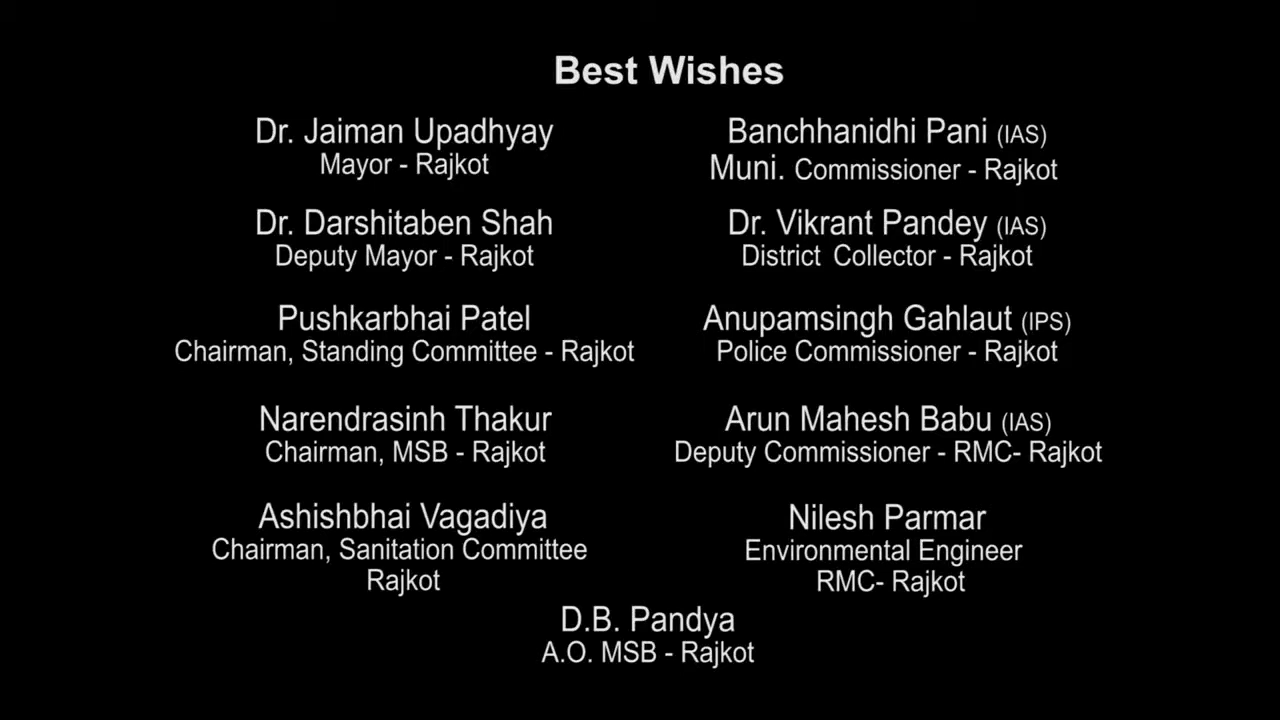 Best Wishes
Dr. Jaiman Upadhyay
Mayor - Rajkot
Banchhanidhi Pani (IAS)
Muni. Commissioner - Rajkot
Dr. Darshitaben Shah
Deputy Mayor - Rajkot
Dr. Vikrant Pandey (IAS)
District Collector - Rajkot
Pushkarbhai Patel
Chairman, Standing Committee - Rajkot
Anupamsingh Gahlaut (IPS)
Police Commissioner - Rajkot
Narendrasinh Thakur
Chairman, MSB - Rajkot
Arun Mahesh Babu (IAS)
Deputy Commissioner - RMC- Rajkot
Ashishbhai Vagadiya
Chairman, Sanitation Committee
Rajkot
Nilesh Parmar
Environmental Engineer
RMC- Rajkot
D.B. Pandya
A.O. MSB - Rajkot